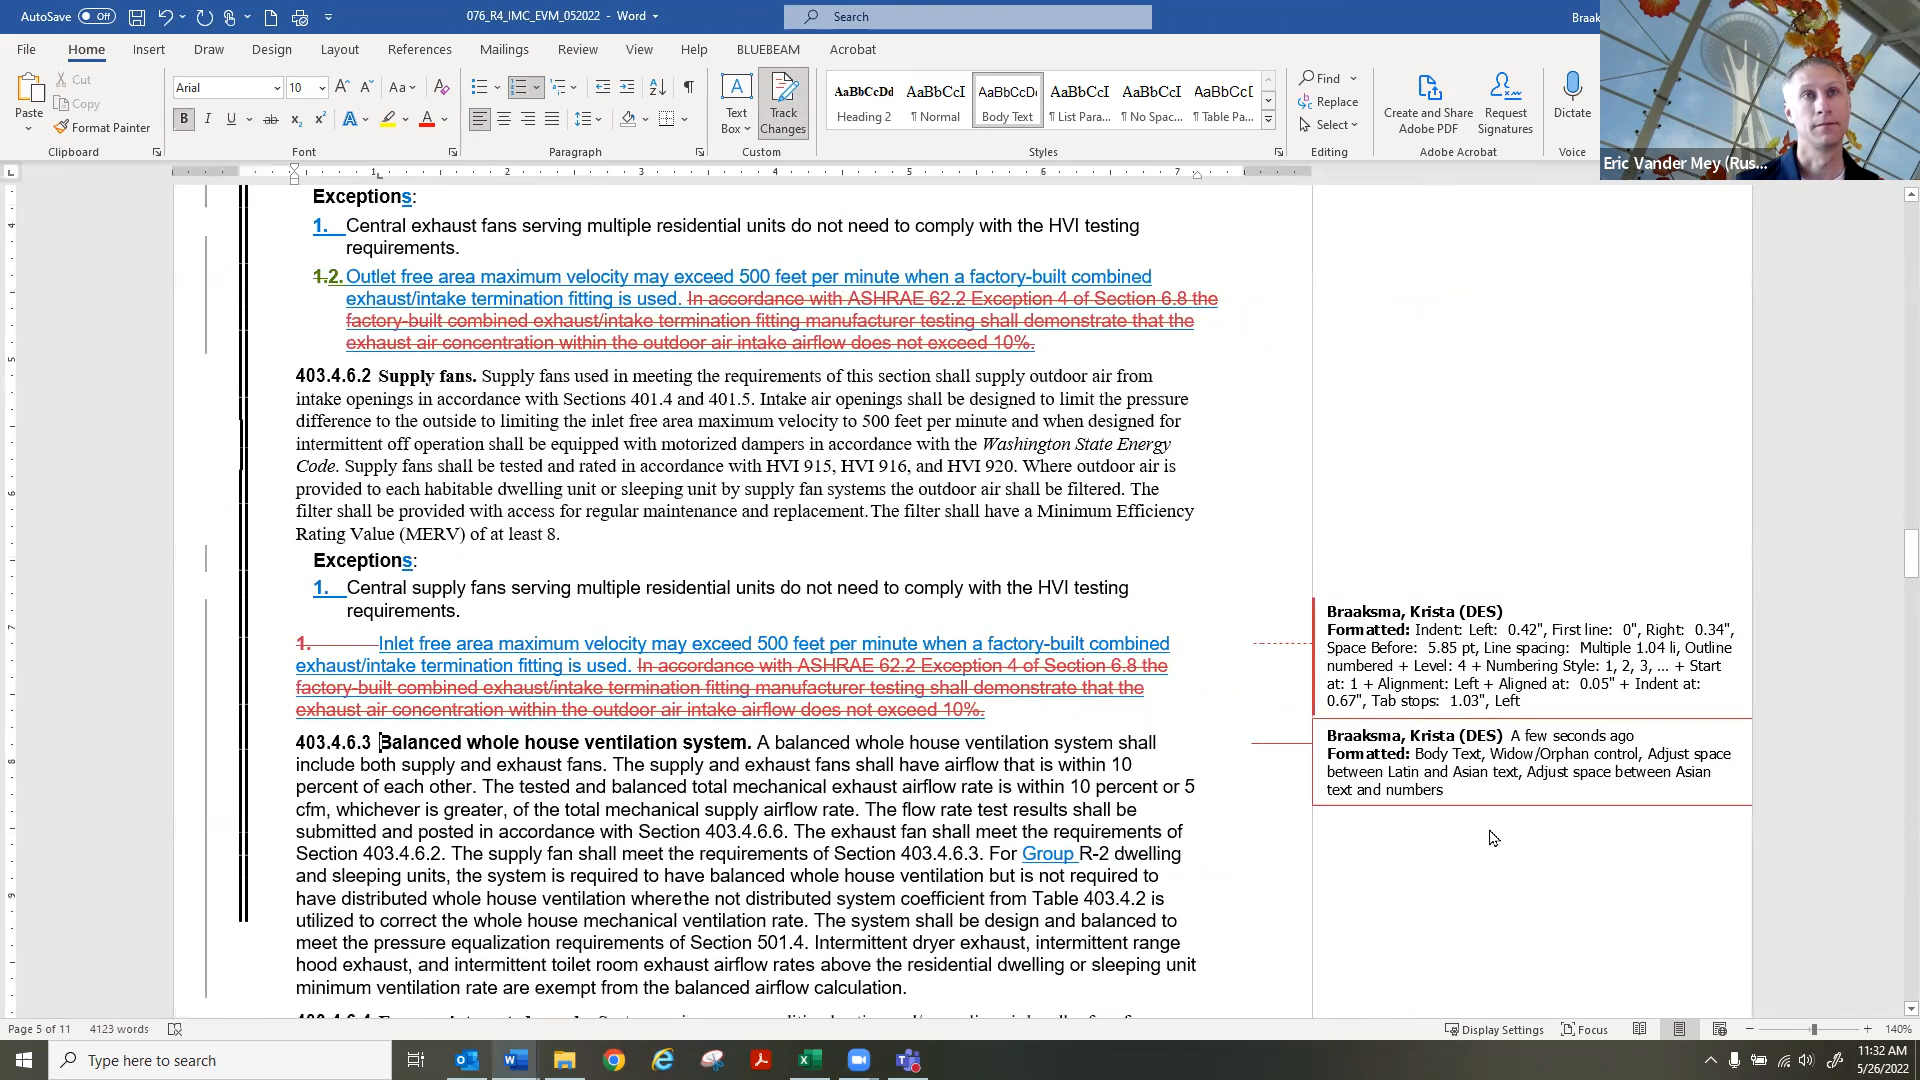 AutoSave Off
076_R4_IMC_EVM_052022 - Word
Search
Braak
File Home Insert Draw Design Layout References Mailings Review View Help BLUEBEAM Acrobat
Paste
Cut
Copy
Format Painter
Clipboard
Arial 10
Font
Paragraph
Text Box
Track Changes
Custom
AaBbCcDd AaBbCcI AaBbCcDc AaBbCcI AaBbCcI AaBbCcI
Heading 2 ¶ Normal Body Text ¶ List Para... ¶ No Spac... ¶ Table Pa...
Styles
Find
Replace
Select
Editing
Create and Share Adobe PDF
Request Signatures
Adobe Acrobat
Dictate
Voice
Eric Vander Mey (Rus...
1 2 3 4 5 6 7
Exceptions:
1. Central exhaust fans serving multiple residential units do not need to comply with the HVI testing
requirements.
1.2. Outlet free area maximum velocity may exceed 500 feet per minute when a factory-built combined
exhaust/intake termination fitting is used. In accordance with ASHRAE 62.2 Exception 4 of Section 6.8 the
factory-built combined exhaust/intake termination fitting manufacturer testing shall demonstrate that the
exhaust air concentration within the outdoor air intake airflow does not exceed 10%.
403.4.6.2 Supply fans. Supply fans used in meeting the requirements of this section shall supply outdoor air from
intake openings in accordance with Sections 401.4 and 401.5. Intake air openings shall be designed to limit the pressure
difference to the outside to limiting the inlet free area maximum velocity to 500 feet per minute and when designed for
intermittent off operation shall be equipped with motorized dampers in accordance with the Washington State Energy
Code. Supply fans shall be tested and rated in accordance with HVI 915, HVI 916, and HVI 920. Where outdoor air is
provided to each habitable dwelling unit or sleeping unit by supply fan systems the outdoor air shall be filtered. The
filter shall be provided with access for regular maintenance and replacement. The filter shall have a Minimum Efficiency
Rating Value (MERV) of at least 8.
Exceptions:
1. Central supply fans serving multiple residential units do not need to comply with the HVI testing
requirements.
1. Inlet free area maximum velocity may exceed 500 feet per minute when a factory-built combined
exhaust/intake termination fitting is used. In accordance with ASHRAE 62.2 Exception 4 of Section 6.8 the
factory-built combined exhaust/intake termination fitting manufacturer testing shall demonstrate that the
exhaust air concentration within the outdoor air intake airflow does not exceed 10%.
403.4.6.3 Balanced whole house ventilation system. A balanced whole house ventilation system shall
include both supply and exhaust fans. The supply and exhaust fans shall have airflow that is within 10
percent of each other. The tested and balanced total mechanical exhaust airflow rate is within 10 percent or 5
cfm, whichever is greater, of the total mechanical supply airflow rate. The flow rate test results shall be
submitted and posted in accordance with Section 403.4.6.6. The exhaust fan shall meet the requirements of
Section 403.4.6.2. The supply fan shall meet the requirements of Section 403.4.6.3. For Group R-2 dwelling
and sleeping units, the system is required to have balanced whole house ventilation but is not required to
have distributed whole house ventilation where the not distributed system coefficient from Table 403.4.2 is
utilized to correct the whole house mechanical ventilation rate. The system shall be design and balanced to
meet the pressure equalization requirements of Section 501.4. Intermittent dryer exhaust, intermittent range
hood exhaust, and intermittent toilet room exhaust airflow rates above the residential dwelling or sleeping unit
minimum ventilation rate are exempt from the balanced airflow calculation.
Braaksma, Krista (DES)
Formatted: Indent: Left: 0.42", First line: 0", Right: 0.34",
Space Before: 5.85 pt, Line spacing: Multiple 1.04 li, Outline
numbered + Level: 4 + Numbering Style: 1, 2, 3, ... + Start
at: 1 + Alignment: Left + Aligned at: 0.05" + Indent at:
0.67", Tab stops: 1.03", Left
Braaksma, Krista (DES) A few seconds ago
Formatted: Body Text, Widow/Orphan control, Adjust space
between Latin and Asian text, Adjust space between Asian
text and numbers
Page 5 of 11 4123 words
Display Settings Focus 140%
Type here to search
11:32 AM
5/26/2022